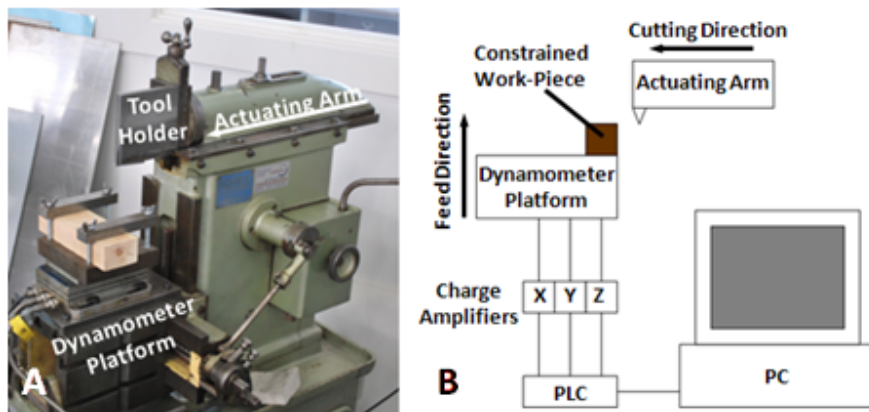 Tool
Holder
Actuating Arm
Dynamometer
Platform
A
Constrained
Work-Piece
Cutting Direction
Actuating Arm
Feed Direction
Dynamometer
Platform
Charge
Amplifiers
X Y Z
PLC
PC
B